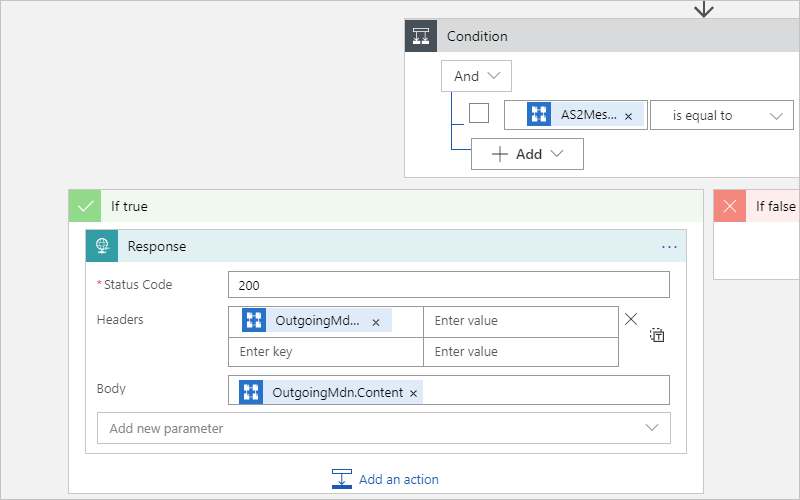 Condition
And
AS2Mes... × is equal to
Add
If true
If false
Response ...
*Status Code 200
Headers OutgoingMd... × Enter value
Enter key Enter value
Body OutgoingMdn.Content ×
Add new parameter
Add an action